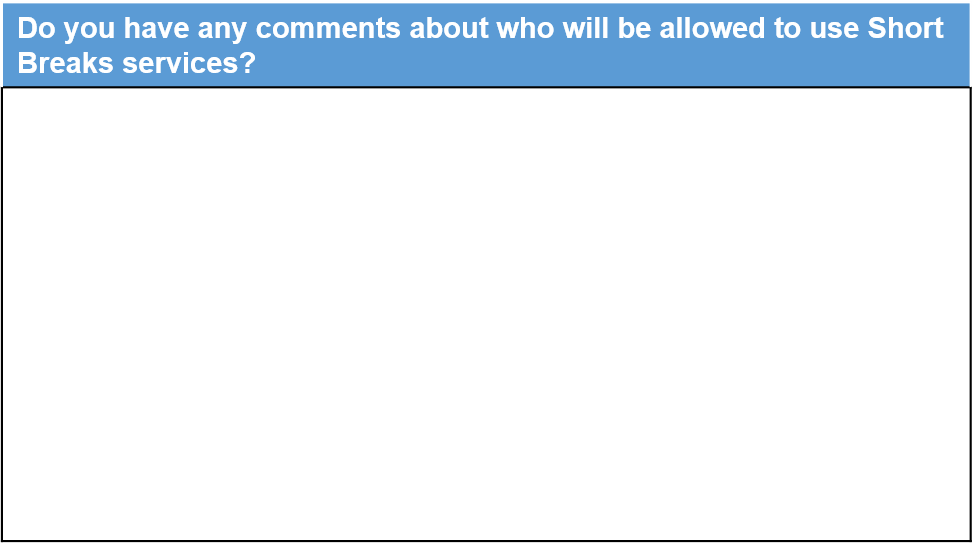 Do you have any comments about who will be allowed to use Short
Breaks services?